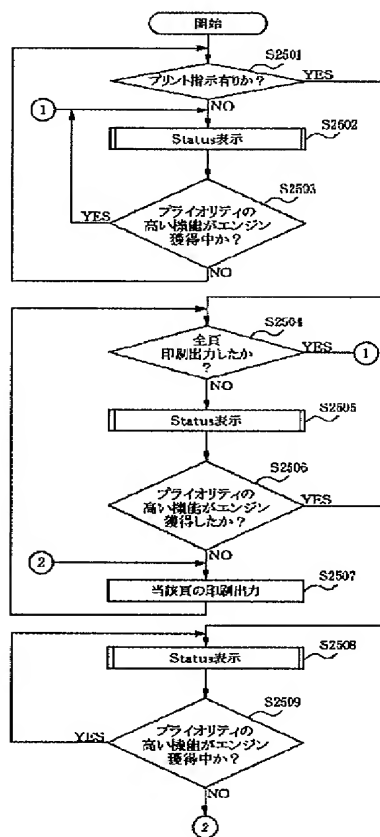 開始
S2501
プリント指示有りか?
YES
NO
1
S2502
Status表示
S2503
プライオリティの
高い機能がエンジン
獲得中か?
YES
NO
S2504
全頁
印刷出力したか
?
YES
1
NO
S2505
Status表示
S2506
プライオリティの
高い機能がエンジン
獲得したか?
YES
NO
2
S2507
当該頁の印刷出力
S2508
Status表示
S2509
プライオリティの
高い機能がエンジン
獲得中か?
YES
NO
2